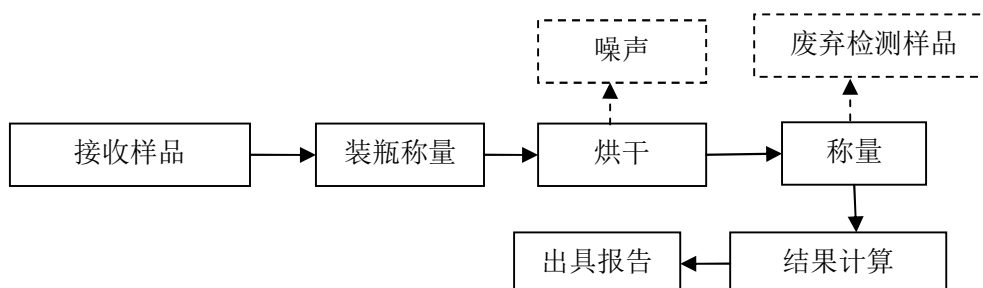 噪声
废弃检测样品
接收样品
装瓶称量
烘干
称量
出具报告
结果计算